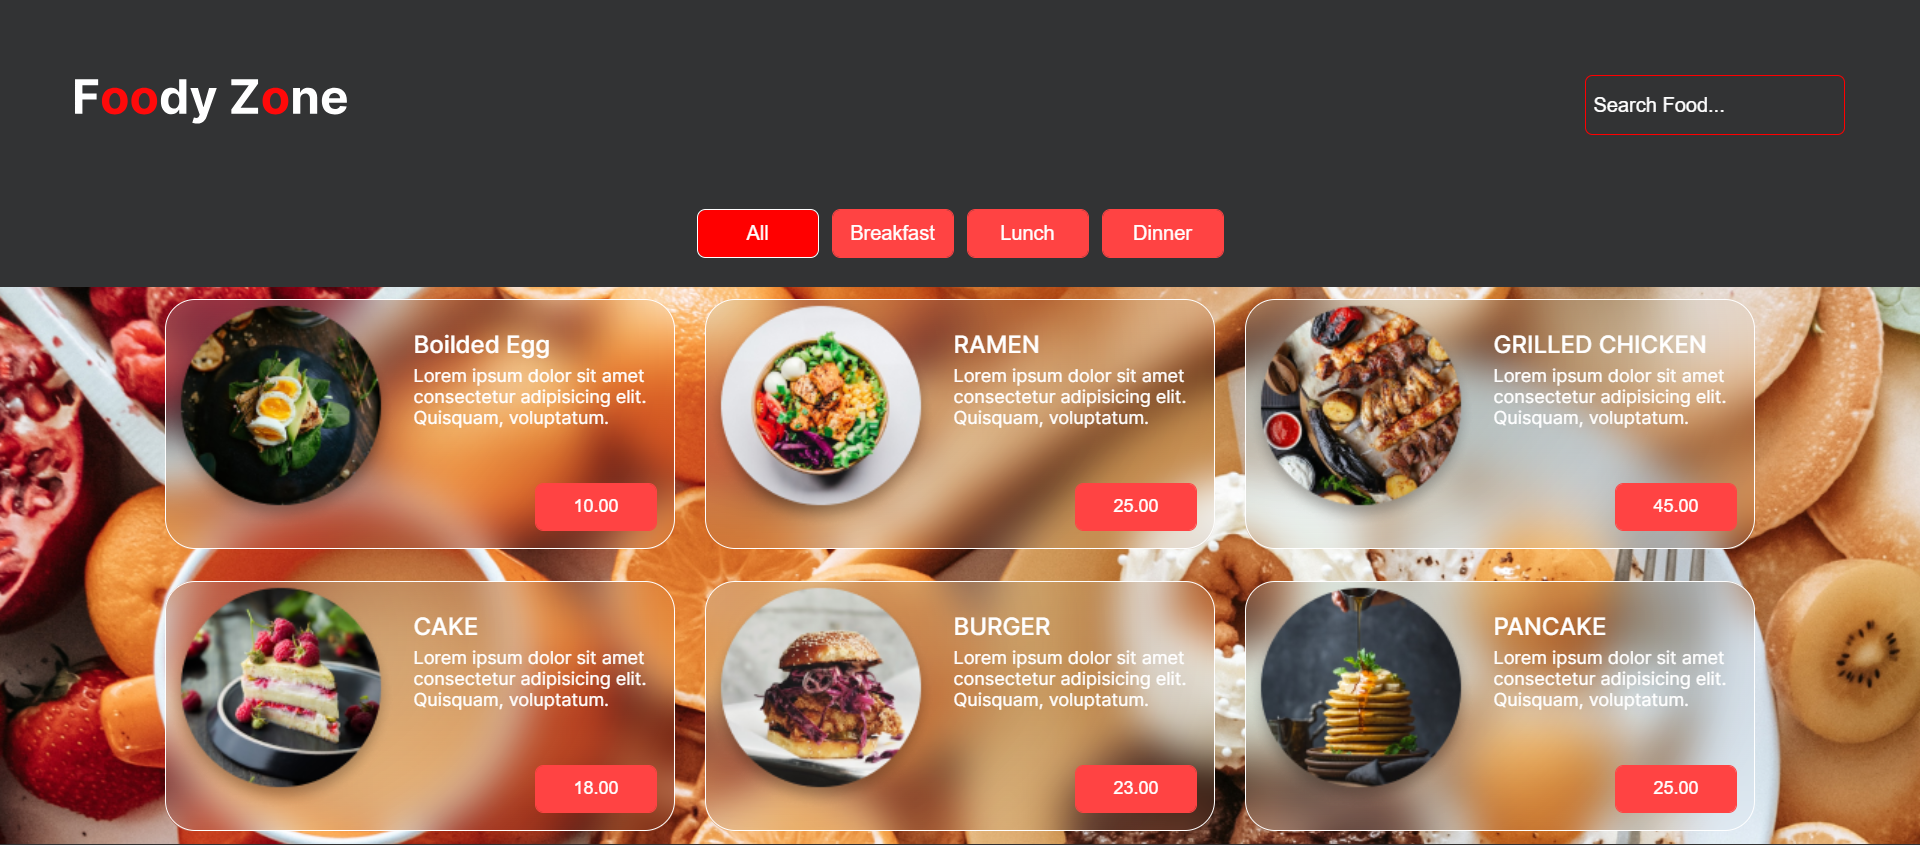 Foody Zone
Search Food...
All
Breakfast
Lunch
Dinner
Boilded Egg
Lorem ipsum dolor sit amet
consectetur adipisicing elit.
Quisquam, voluptatum.
10.00
RAMEN
Lorem ipsum dolor sit amet
consectetur adipisicing elit.
Quisquam, voluptatum.
25.00
GRILLED CHICKEN
Lorem ipsum dolor sit amet
consectetur adipisicing elit.
Quisquam, voluptatum.
45.00
CAKE
Lorem ipsum dolor sit amet
consectetur adipisicing elit.
Quisquam, voluptatum.
18.00
BURGER
Lorem ipsum dolor sit amet
consectetur adipisicing elit.
Quisquam, voluptatum.
23.00
PANCAKE
Lorem ipsum dolor sit amet
consectetur adipisicing elit.
Quisquam, voluptatum.
25.00